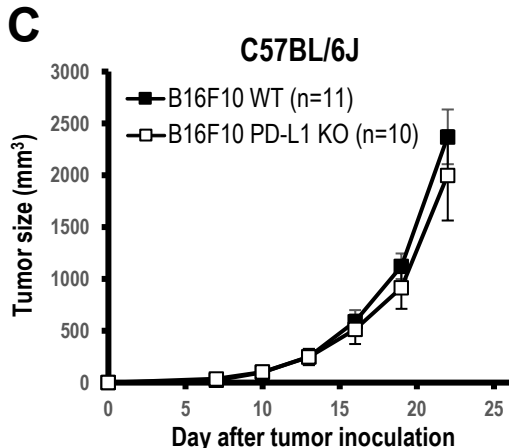 C
C57BL/6J
3000
2500
2000
1500
1000
500
0
Tumor size (mm³)
B16F10 WT (n=11)
B16F10 PD-L1 KO (n=10)
0
5
10
15
20
25
Day after tumor inoculation